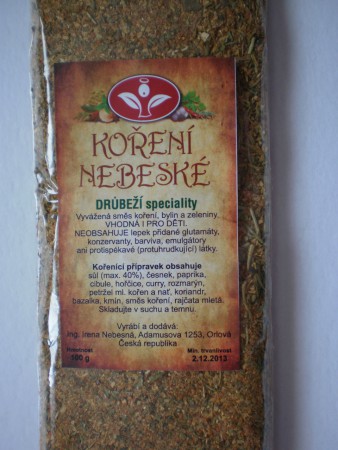 KOŘENÍ
NEBESKÉ
DRŮBEŽÍ speciality
Vyvážená směs koření, bylin a zeleniny.
VHODNÁ I PRO DĚTI.
NEOBSAHUJE lepek přidané glutamáty,
konzervanty, barviva, emulgátory
ani protispékavé (protuhrudkující) látky.
Kořenící přípravek obsahuje
sůl (max. 40%), česnek, paprika,
cibule, hořčice, curry, rozmarýn,
petržel ml. kořen a nať, koriandr,
bazalka, kmín, směs koření, rajčata mletá.
Skladujte v suchu a temnu.
Vyrábí a dodává:
Ing. Irena Nebesná, Adamusova 1253, Orlová
Česká republika
Hmotnost
100 g
Min. trvanlivost
2.12.2013